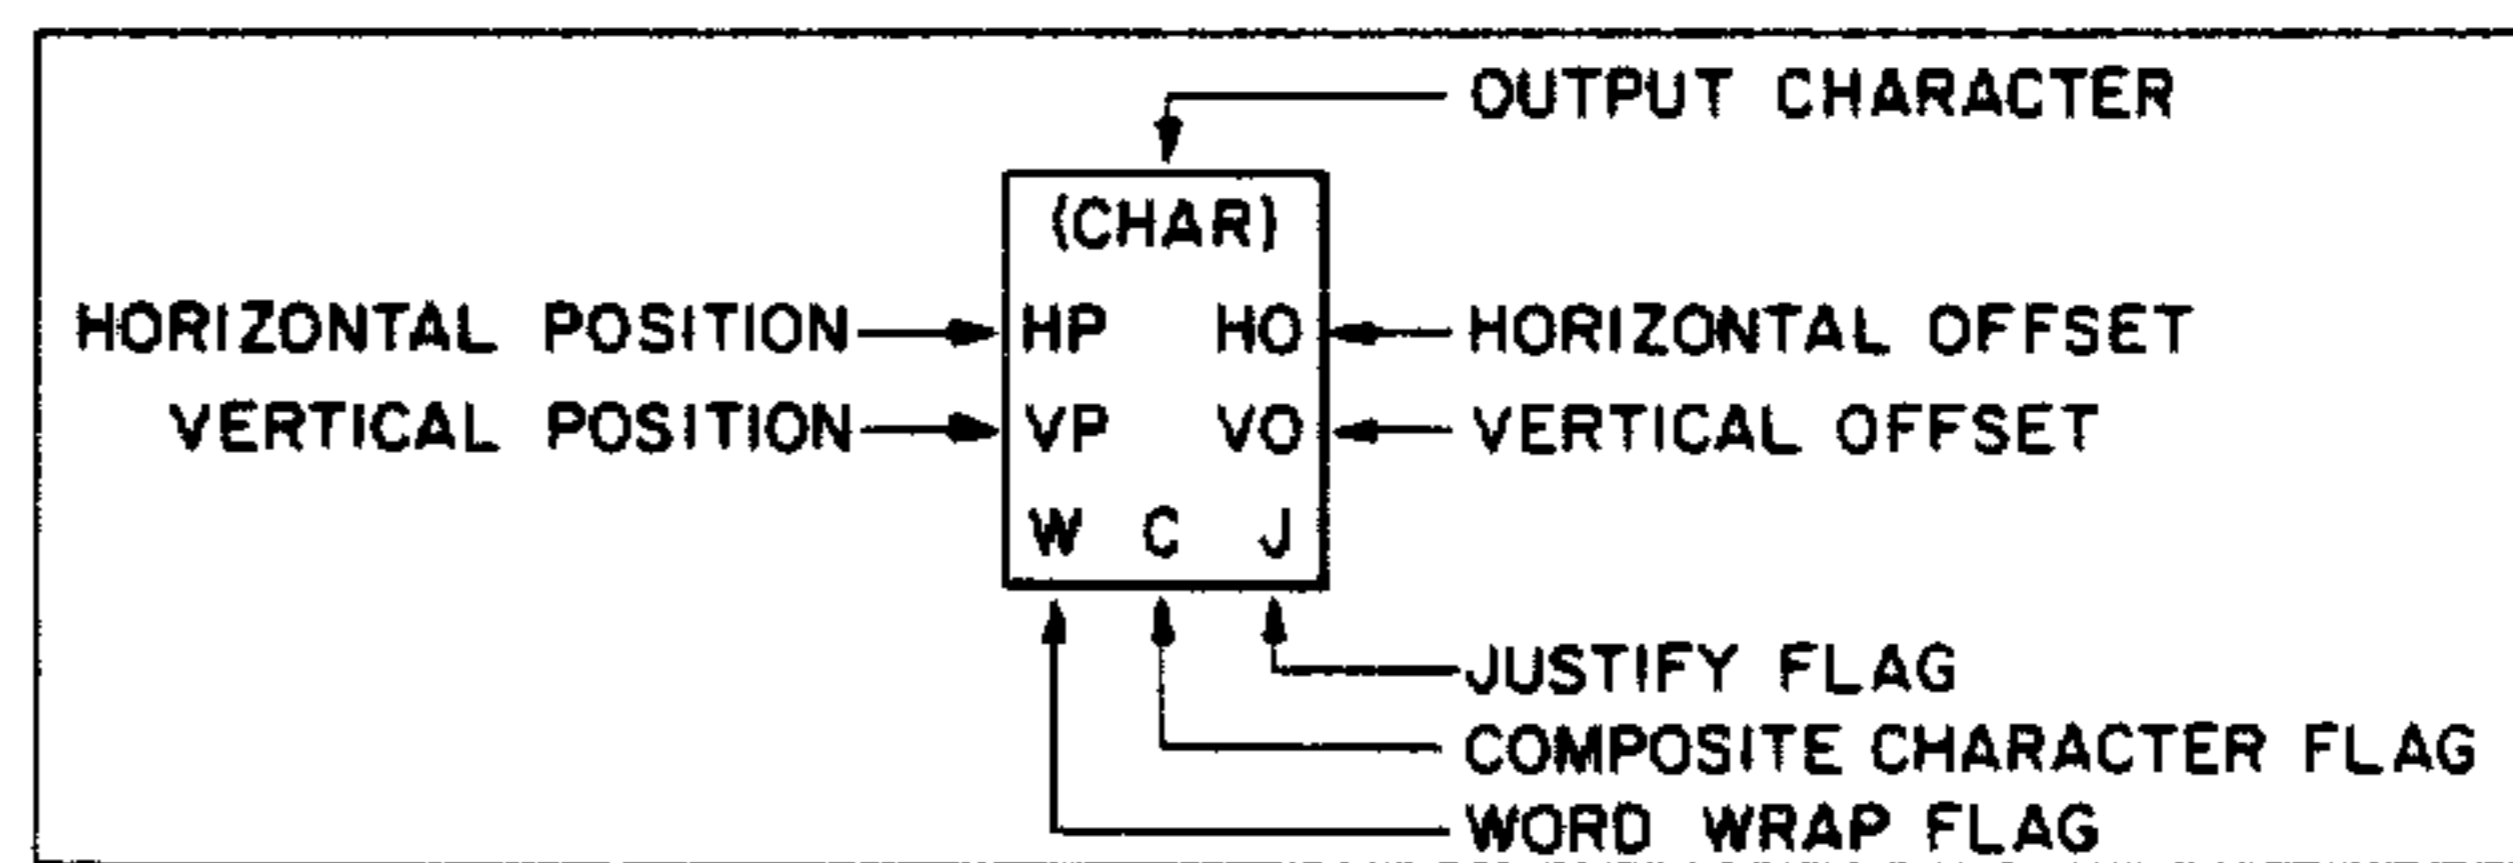 OUTPUT CHARACTER
(CHAR)
HORIZONTAL POSITION HP HO HORIZONTAL OFFSET
VERTICAL POSITION VP VO VERTICAL OFFSET
W C J
JUSTIFY FLAG
COMPOSITE CHARACTER FLAG
WORD WRAP FLAG